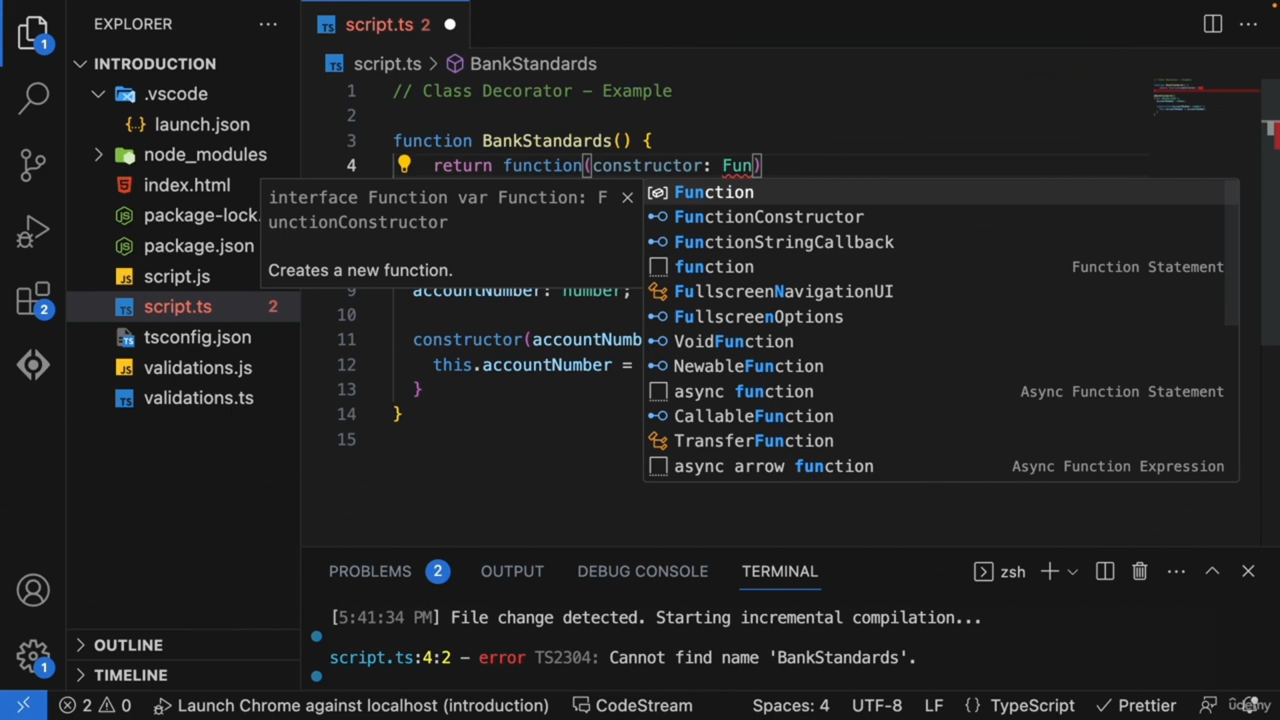 EXPLORER
INTRODUCTION
.vscode
launch.json
node_modules
index.html
package-lock.
package.json
script.js
script.ts 2
tsconfig.json
validations.js
validations.ts
OUTLINE
TIMELINE
1
2
1
script.ts 2
script.ts > BankStandards
1 // Class Decorator - Example
2
3 function BankStandards() {
4 return function(constructor: Fun)
interface Function var Function: F
unctionConstructor
Creates a new function.
Function
FunctionConstructor
FunctionStringCallback
function Function Statement
FullscreenNavigationUI
FullscreenOptions
VoidFunction
NewableFunction
async function Async Function Statement
CallableFunction
TransferFunction
async arrow function Async Function Expression
9 accountNumber: number;
10
11 constructor(accountNumb
12 this.accountNumber =
13 }
14 }
15
PROBLEMS 2 OUTPUT DEBUG CONSOLE TERMINAL zsh
[5:41:34 PM] File change detected. Starting incremental compilation...
script.ts:4:2 - error TS2304: Cannot find name 'BankStandards'.
2 0 Launch Chrome against localhost (introduction) CodeStream Spaces: 4 UTF-8 LF {} TypeScript Prettier
udemy